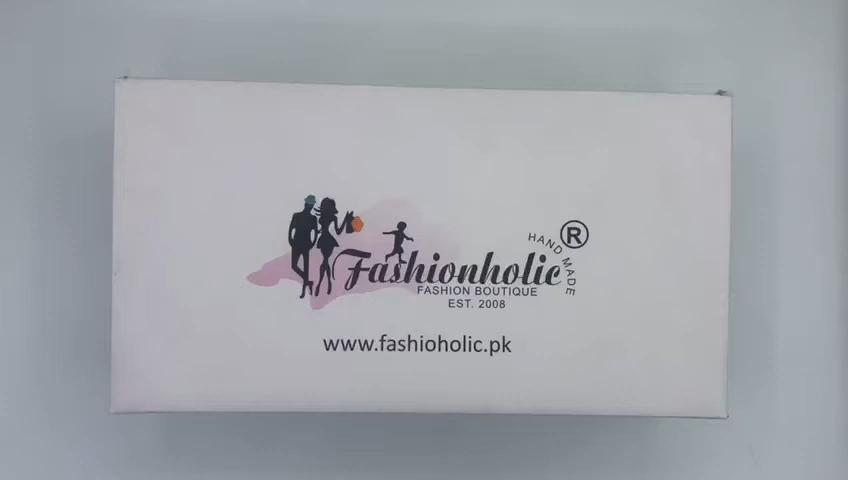 HAND MADE
®
Fashionholic
FASHION BOUTIQUE
EST. 2008
www.fashioholic.pk